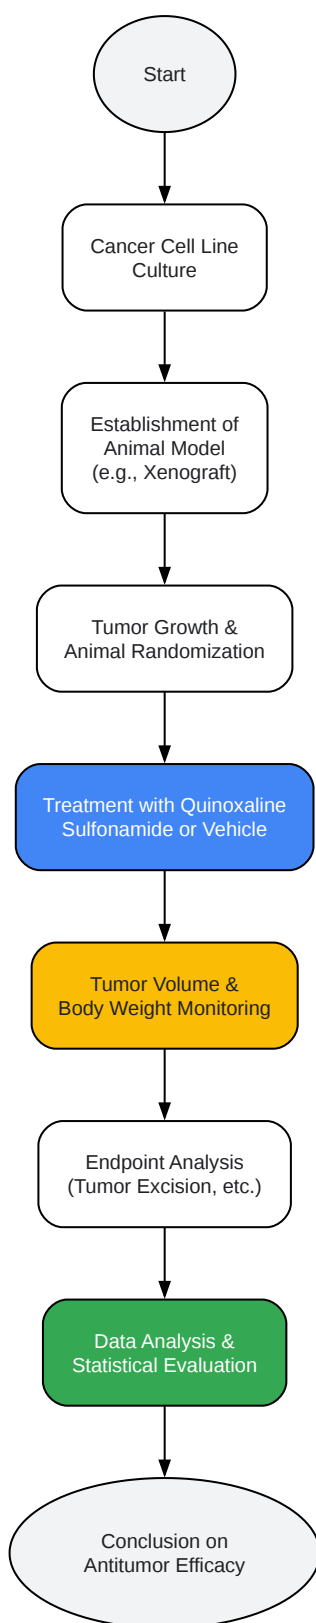 Start
Cancer Cell Line
Culture
Establishment of
Animal Model
(e.g., Xenograft)
Tumor Growth &
Animal Randomization
Treatment with Quinoxaline
Sulfonamide or Vehicle
Tumor Volume &
Body Weight Monitoring
Endpoint Analysis
(Tumor Excision, etc.)
Data Analysis &
Statistical Evaluation
Conclusion on
Antitumor Efficacy